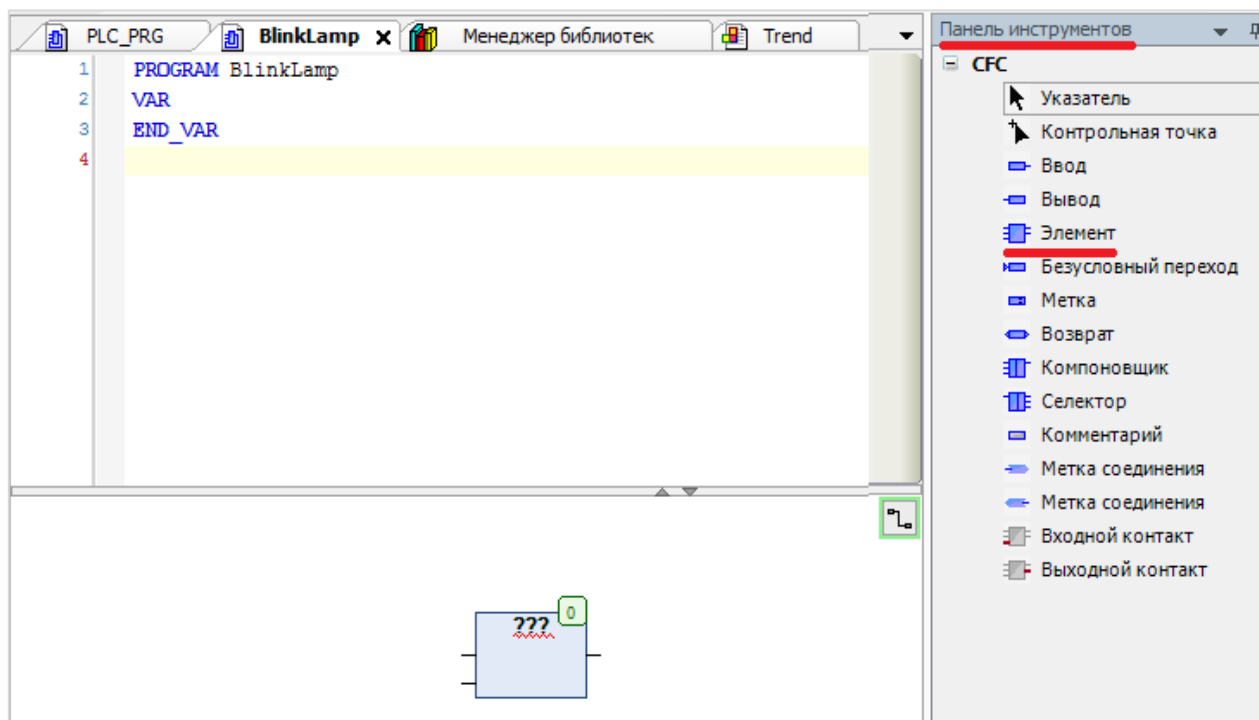 PLC_PRG BlinkLamp x Менеджер библиотек Trend
1 PROGRAM BlinkLamp
2 VAR
3 END_VAR
4
???
0
Панель инструментов
CFC
Указатель
Контрольная точка
Ввод
Вывод
Элемент
Безусловный переход
Метка
Возврат
Компоновщик
Селектор
Комментарий
Метка соединения
Метка соединения
Входной контакт
Выходной контакт